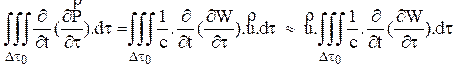 ∭_{Δτ₀} ∂/∂t (∂P^ρ/∂τ).dτ = ∭_{Δτ₀} 1/c . ∂/∂t (∂W/∂τ).u^ρ.dτ ≈ u^ρ.∭_{Δτ₀} 1/c . ∂/∂t (∂W/∂τ).dτ